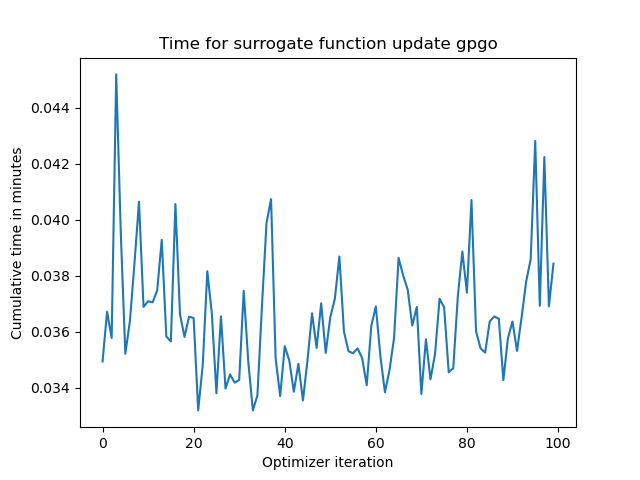 Time for surrogate function update gpgo
Cumulative time in minutes
0.044
0.042
0.040
0.038
0.036
0.034
0 20 40 60 80 100
Optimizer iteration